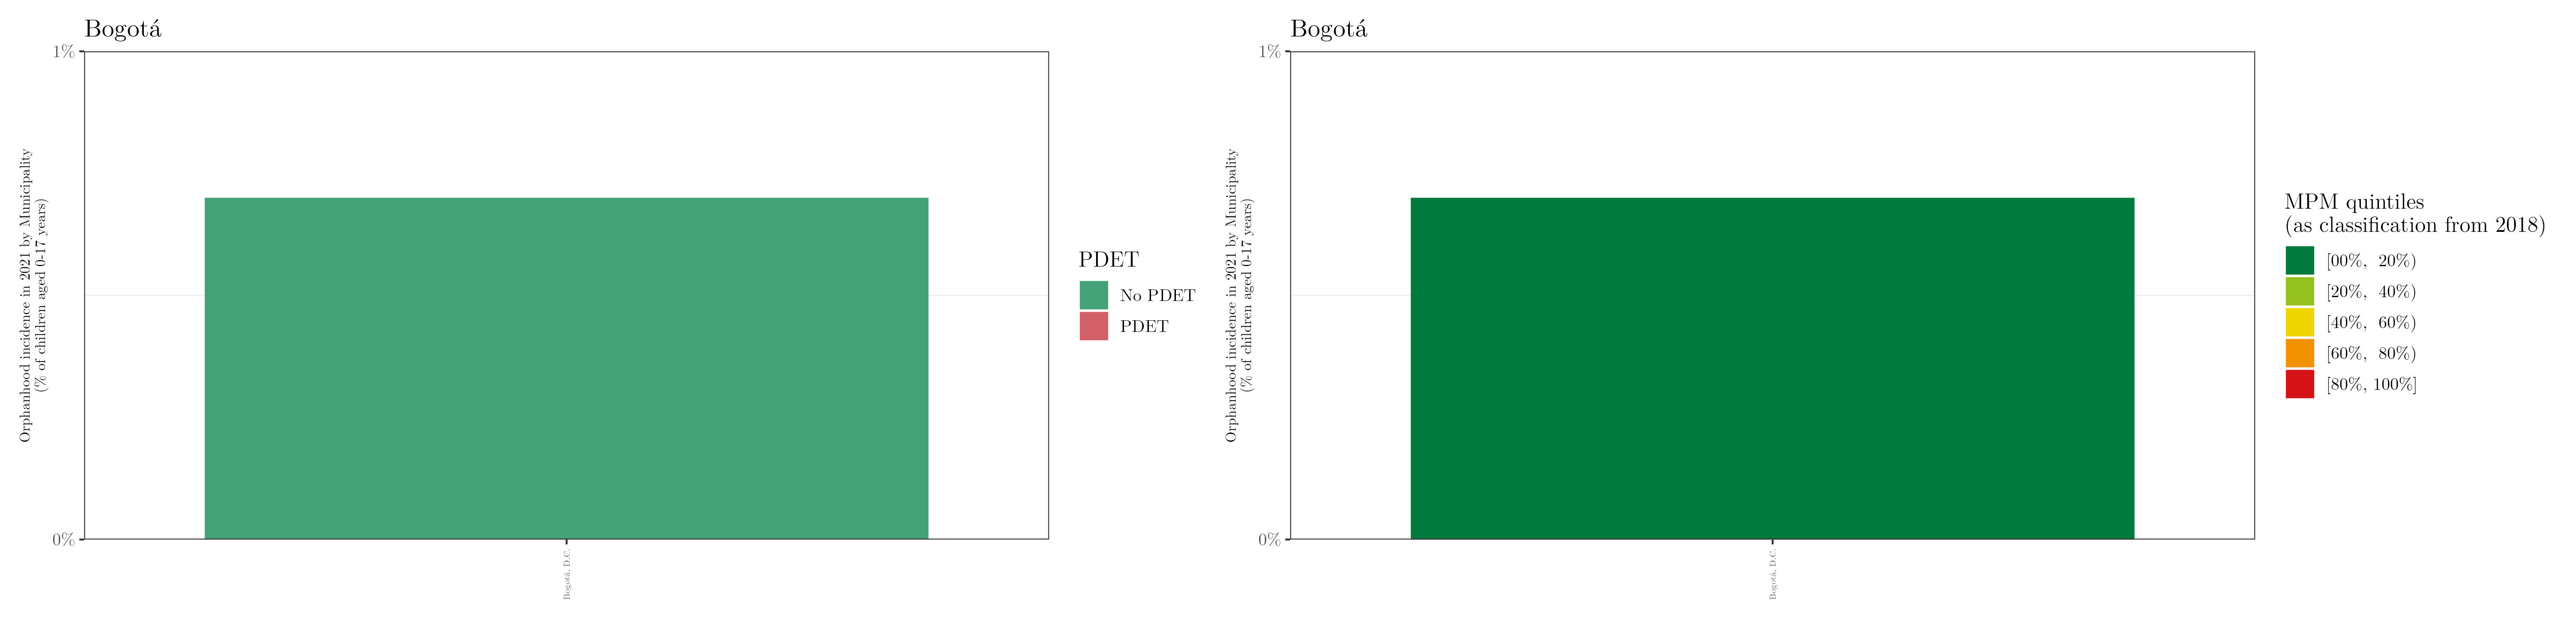 Bogotá
1%
0%
Orphanhood incidence in 2021 by Municipality
(% of children aged 0-17 years)
Bogotá, D.C.
PDET
No PDET
PDET
Bogotá
1%
0%
Orphanhood incidence in 2021 by Municipality
(% of children aged 0-17 years)
Bogotá, D.C.
MPM quintiles
(as classification from 2018)
[00%, 20%)
[20%, 40%)
[40%, 60%)
[60%, 80%)
[80%, 100%]